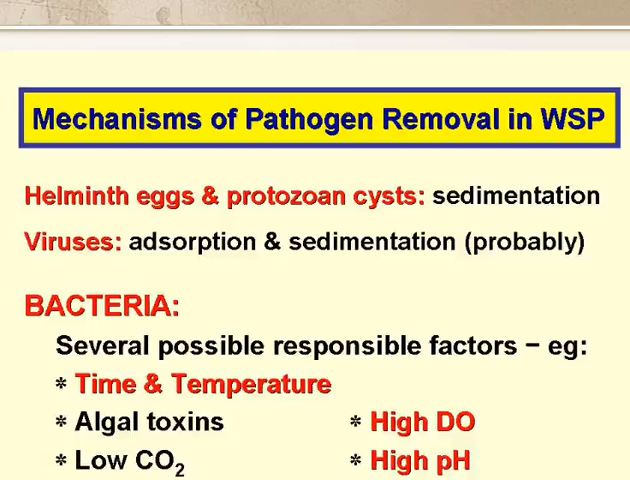 Mechanisms of Pathogen Removal in WSP
Helminth eggs & protozoan cysts: sedimentation
Viruses: adsorption & sedimentation (probably)
BACTERIA:
Several possible responsible factors – eg:
* Time & Temperature
* Algal toxins * High DO
* Low CO₂ * High pH